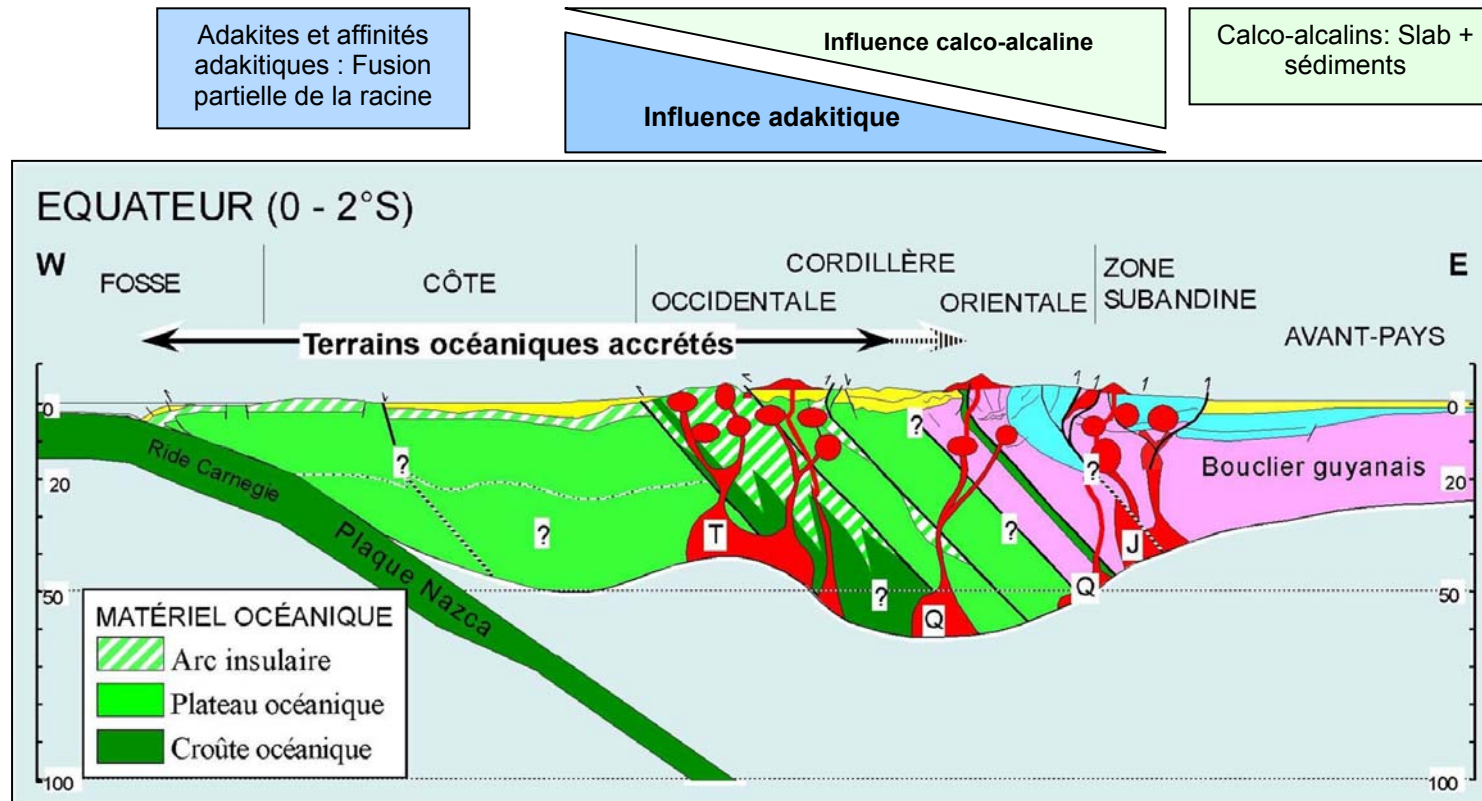 Adakites et affinités
adakitiques : Fusion
partielle de la racine
Influence calco-alcaline
Influence adakitique
Calco-alcalins: Slab +
sédiments
EQUATEUR (0 - 2°S)
W
E
FOSSE
CÔTE
CORDILLÈRE
OCCIDENTALE
ORIENTALE
ZONE
SUBANDINE
AVANT-PAYS
Terrains océaniques accrétés
0
0
?
?
?
Ride Carnegie
20
Bouclier guyanais
20
Plaque Nazca
?
T
?
J
50
?
Q
Q
50
MATÉRIEL OCÉANIQUE
Arc insulaire
Plateau océanique
Croûte océanique
100
100